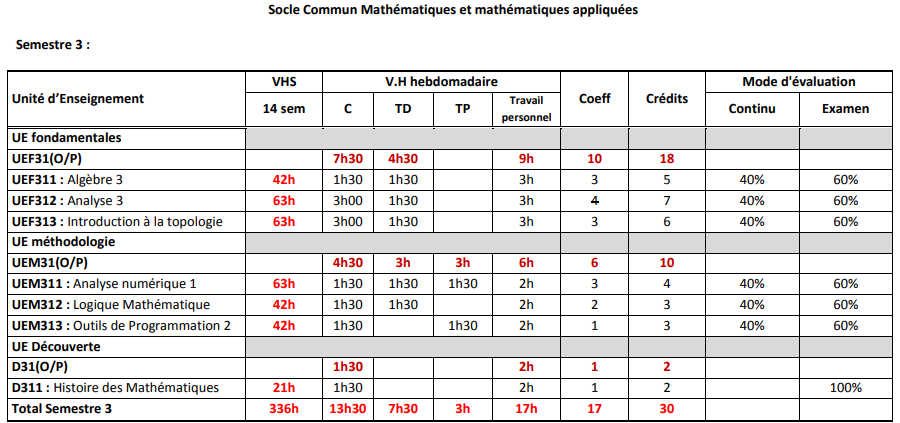 Socle Commun Mathématiques et mathématiques appliquées
Semestre 3 :
Unité d'Enseignement VHS V.H hebdomadaire Coeff Crédits Mode d'évaluation
14 sem C TD TP Travail personnel Continu Examen
UE fondamentales
UEF31(O/P) 7h30 4h30 9h 10 18
UEF311 : Algèbre 3 42h 1h30 1h30 3h 3 5 40% 60%
UEF312 : Analyse 3 63h 3h00 1h30 3h 4 7 40% 60%
UEF313 : Introduction à la topologie 63h 3h00 1h30 3h 3 6 40% 60%
UE méthodologie
UEM31(O/P) 4h30 3h 3h 6h 6 10
UEM311 : Analyse numérique 1 63h 1h30 1h30 1h30 2h 3 4 40% 60%
UEM312 : Logique Mathématique 42h 1h30 1h30 2h 2 3 40% 60%
UEM313 : Outils de Programmation 2 42h 1h30 1h30 2h 1 3 40% 60%
UE Découverte
D31(O/P) 1h30 2h 1 2
D311 : Histoire des Mathématiques 21h 1h30 2h 1 2 100%
Total Semestre 3 336h 13h30 7h30 3h 17h 17 30